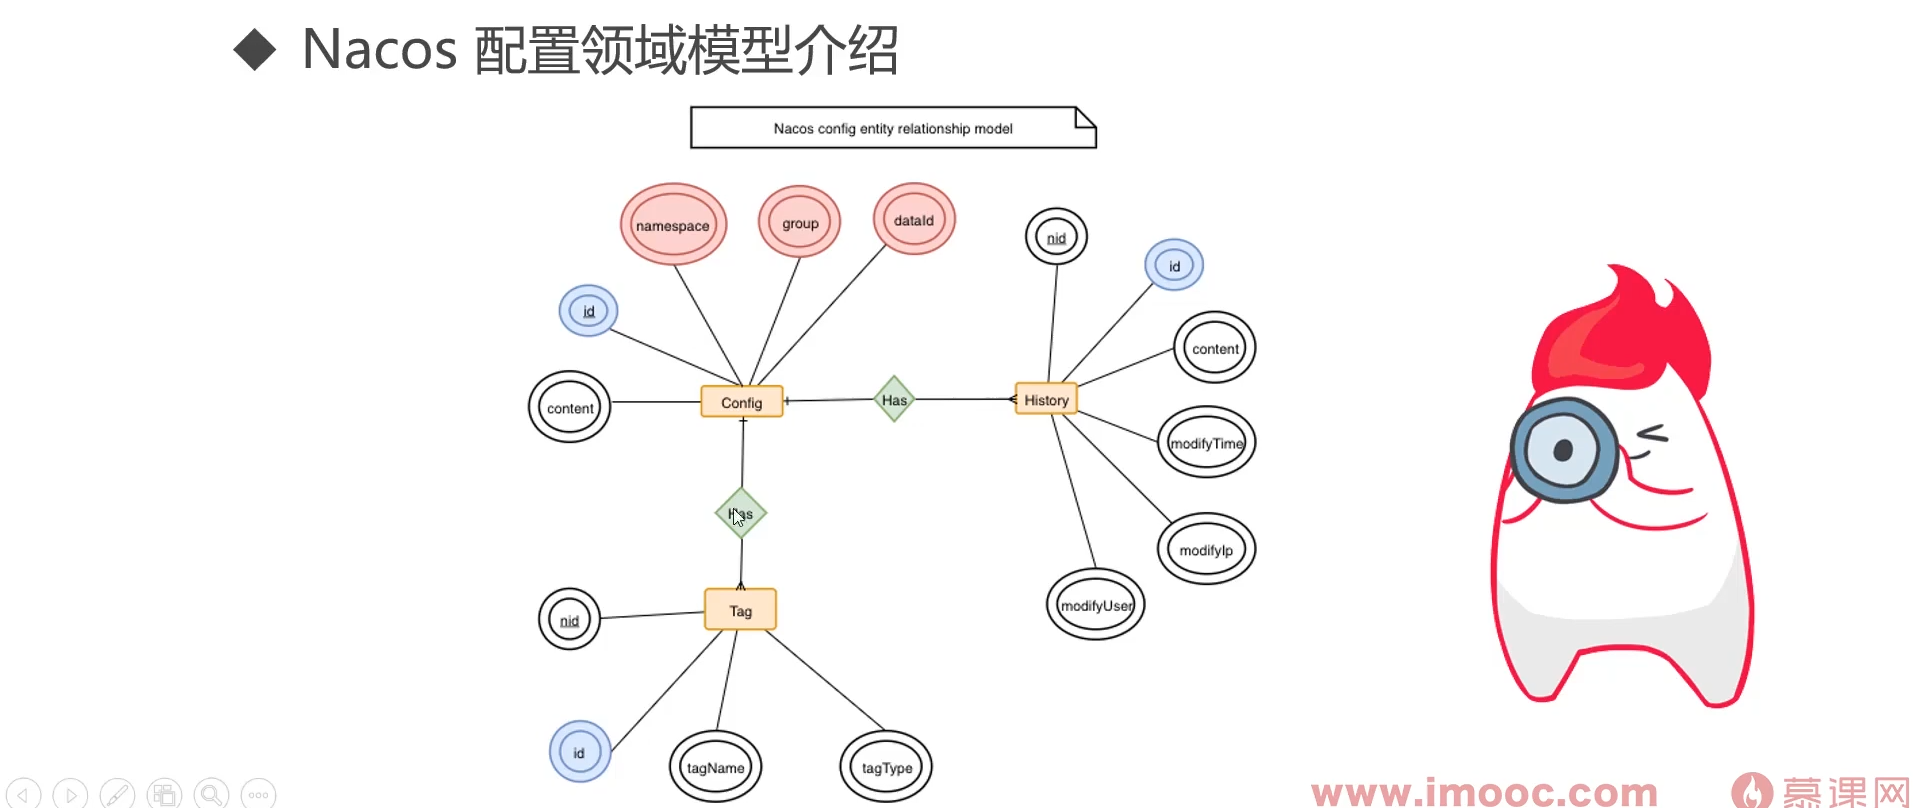 Nacos 配置领域模型介绍
Nacos config entity relationship model
namespace
group
dataId
nid
id
id
content
content
Config
Has
History
modifyTime
Has
modifyIp
modifyUser
Tag
nid
id
tagName
tagType
www.imooc.com
慕课网